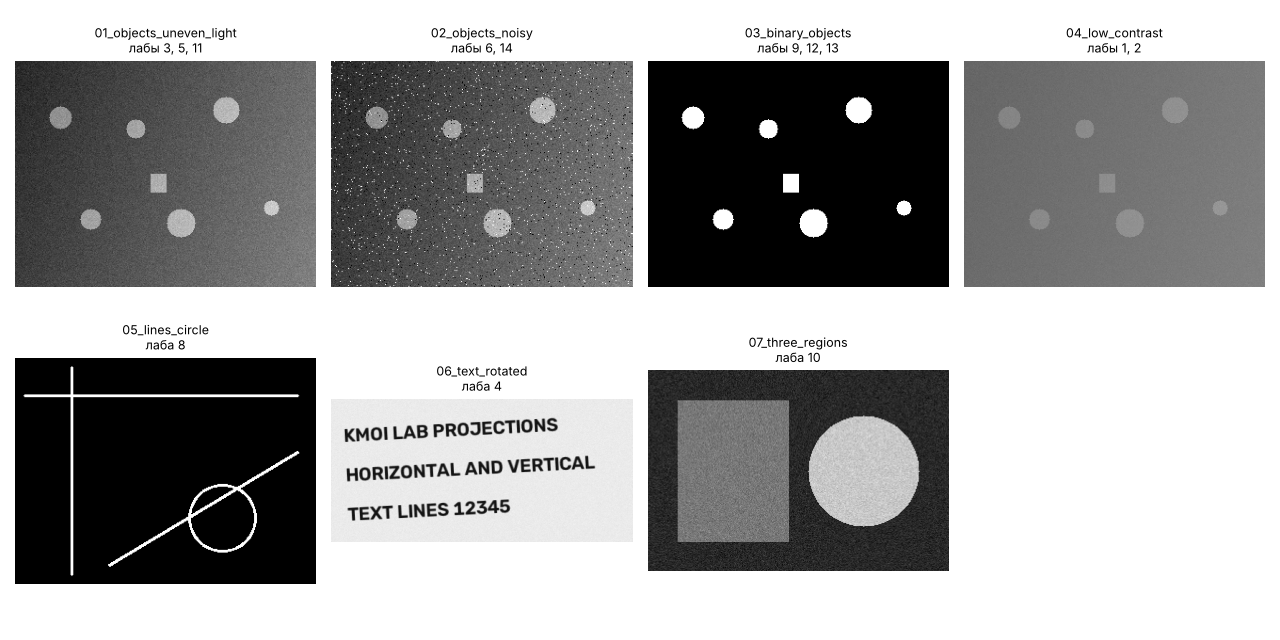 01_objects_uneven_light
лабы 3, 5, 11
02_objects_noisy
лабы 6, 14
03_binary_objects
лабы 9, 12, 13
04_low_contrast
лабы 1, 2
05_lines_circle
лаба 8
06_text_rotated
лаба 4
KMOI LAB PROJECTIONS
HORIZONTAL AND VERTICAL
TEXT LINES 12345
07_three_regions
лаба 10